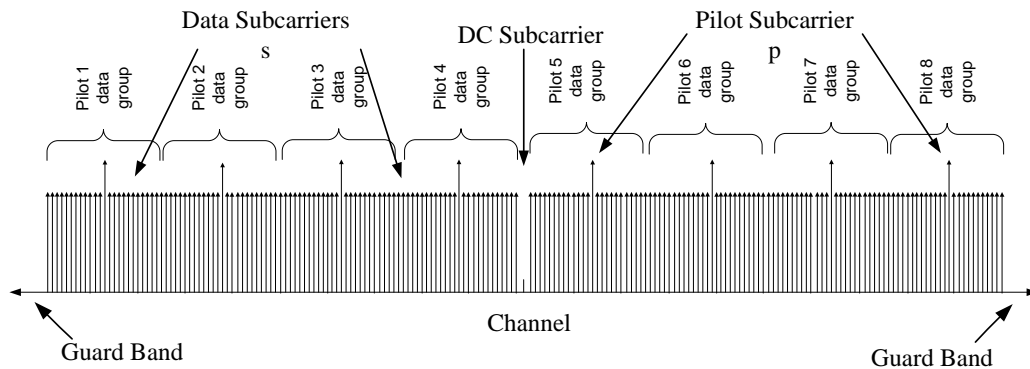 Data Subcarriers
s
DC Subcarrier
Pilot Subcarrier
p
Pilot 1
data
group
Pilot 2
data
group
Pilot 3
data
group
Pilot 4
data
group
Pilot 5
data
group
Pilot 6
data
group
Pilot 7
data
group
Pilot 8
data
group
Channel
Guard Band
Guard Band